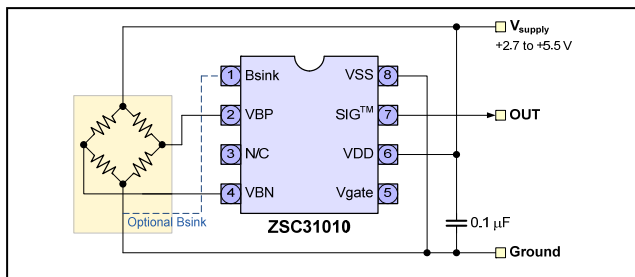 V supply
+2.7 to +5.5 V
1 Bsink VSS 8
2 VBP SIG™ 7 OUT
3 N/C VDD 6
4 VBN Vgate 5
Optional Bsink
0.1 µF
ZSC31010
Ground